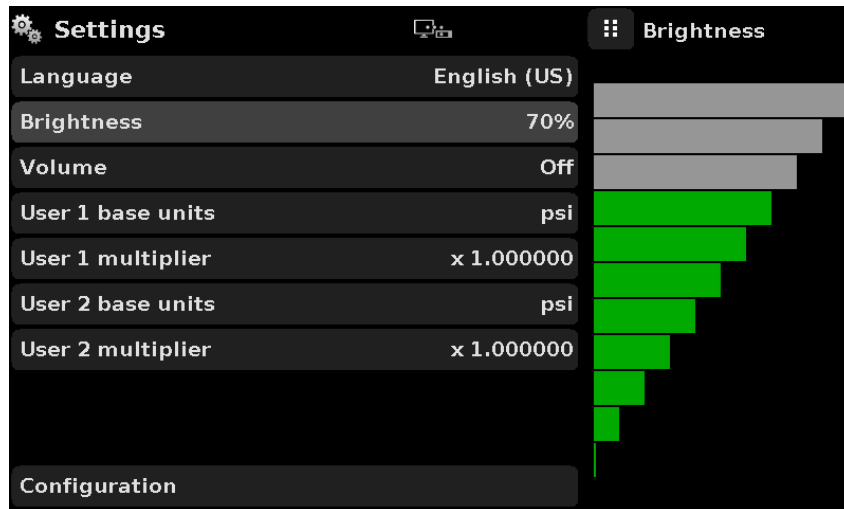 Settings
Brightness
Language English (US)
Brightness 70%
Volume Off
User 1 base units psi
User 1 multiplier x 1.000000
User 2 base units psi
User 2 multiplier x 1.000000
Configuration